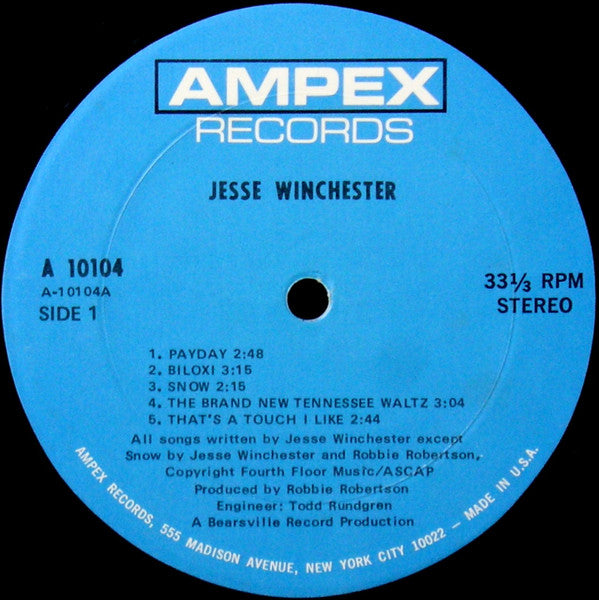 AMPEX
RECORDS
JESSE WINCHESTER
A 10104
A-10104A
SIDE 1
33⅓ RPM
STEREO
1. PAYDAY 2:48
2. BILOXI 3:15
3. SNOW 2:15
4. THE BRAND NEW TENNESSEE WALTZ 3:04
5. THAT'S A TOUCH I LIKE 2:44
All songs written by Jesse Winchester except
Snow by Jesse Winchester and Robbie Robertson,
Copyright Fourth Floor Music/ASCAP
Produced by Robbie Robertson
Engineer: Todd Rundgren
A Bearsville Record Production
AMPEX RECORDS, 555 MADISON AVENUE, NEW YORK CITY 10022 — MADE IN U.S.A.